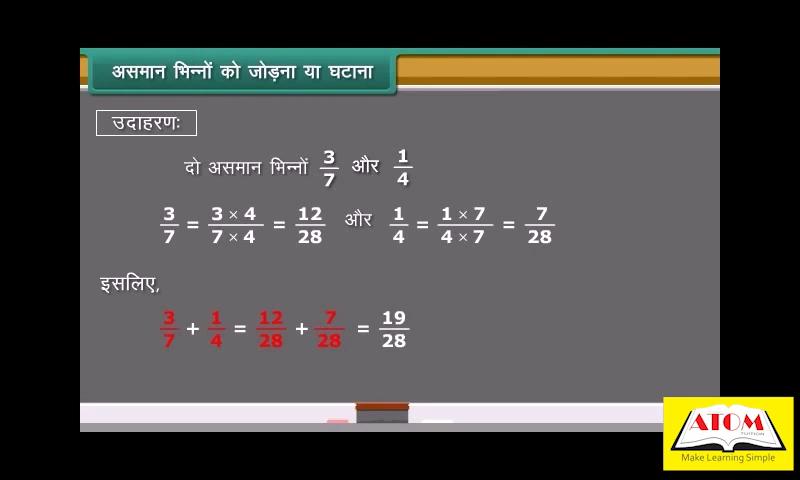 असमान भिन्नों को जोड़ना या घटाना
उदाहरणः
दो असमान भिन्नों 3/7 और 1/4
3/7 = 3 × 4/7 × 4 = 12/28 और 1/4 = 1 × 7/4 × 7 = 7/28
इसलिए,
3/7 + 1/4 = 12/28 + 7/28 = 19/28
ATOM
TUITION
Make Learning Simple